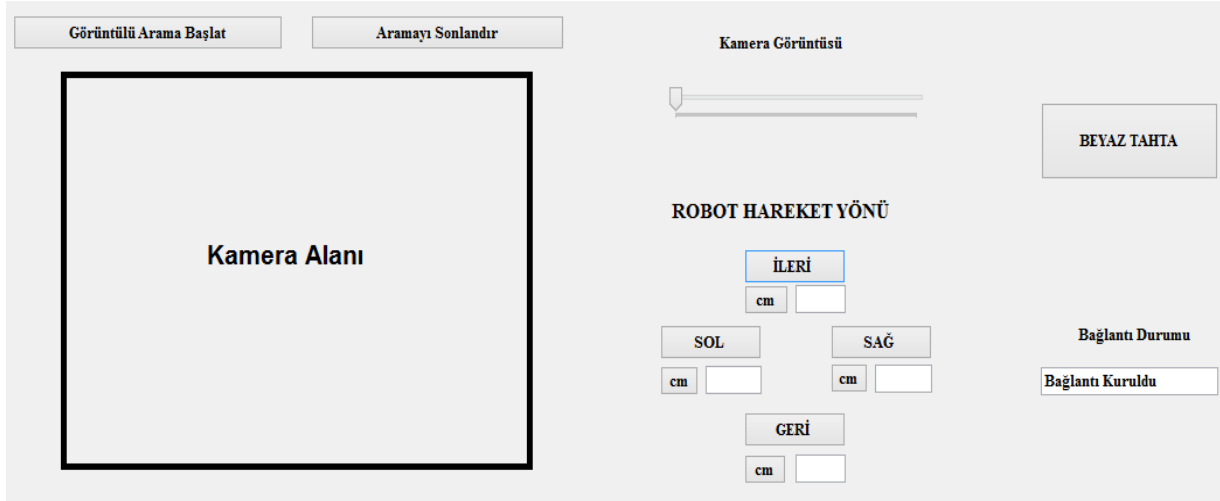 Görüntülü Arama Başlat
Aramayı Sonlandır
Kamera Görüntüsü
BEYAZ TAHTA
ROBOT HAREKET YÖNÜ
Kamera Alanı
İLERİ
cm
SOL
SAĞ
cm
cm
GERİ
cm
Bağlantı Durumu
Bağlantı Kuruldu